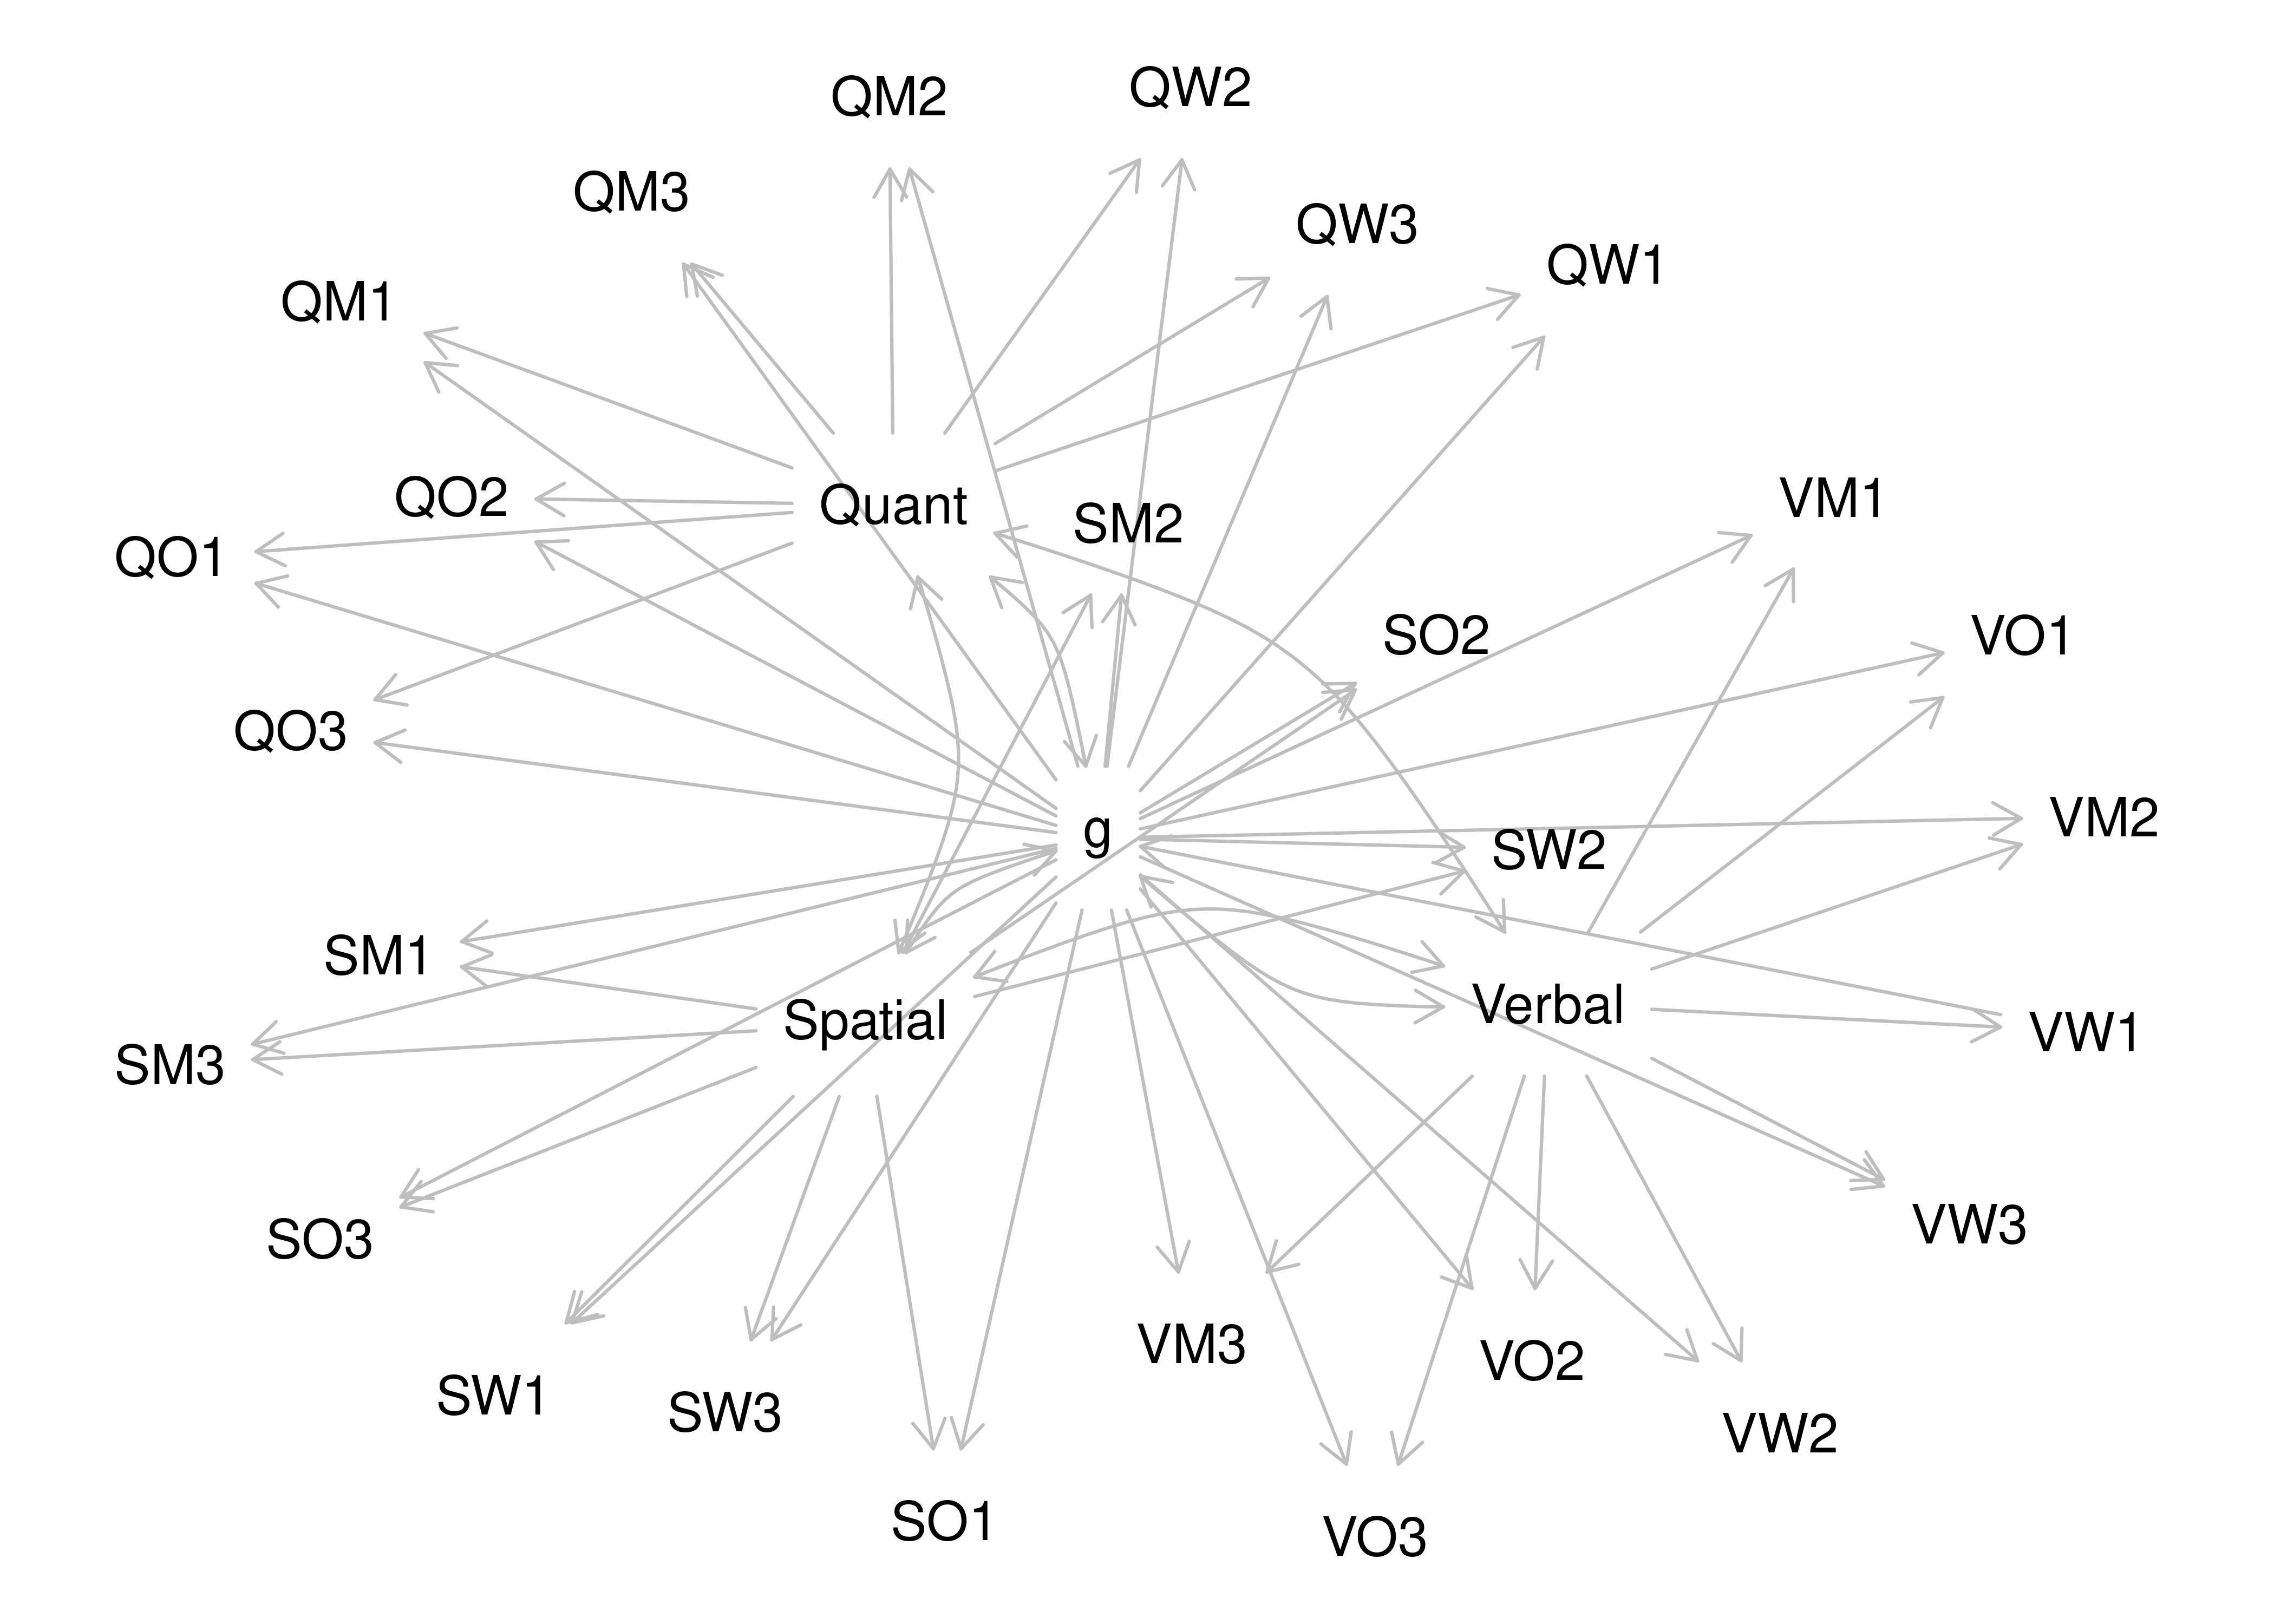 QM2
QW2
QM3
QW3
QW1
QM1
QO2
Quant
SM2
VM1
QO1
SO2
VO1
QO3
g
VM2
SW2
SM1
Spatial
Verbal
VW1
SM3
SO3
VW3
VM3
VO2
SW1
SW3
VW2
SO1
VO3